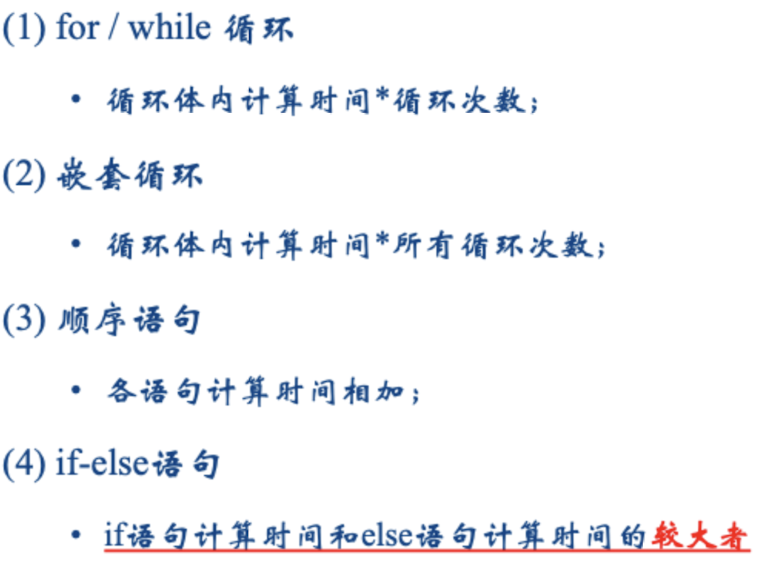 (1) for / while 循环
• 循环体内计算时间*循环次数;
(2) 嵌套循环
• 循环体内计算时间*所有循环次数;
(3) 顺序语句
• 各语句计算时间相加;
(4) if-else语句
• if语句计算时间和else语句计算时间的较大者